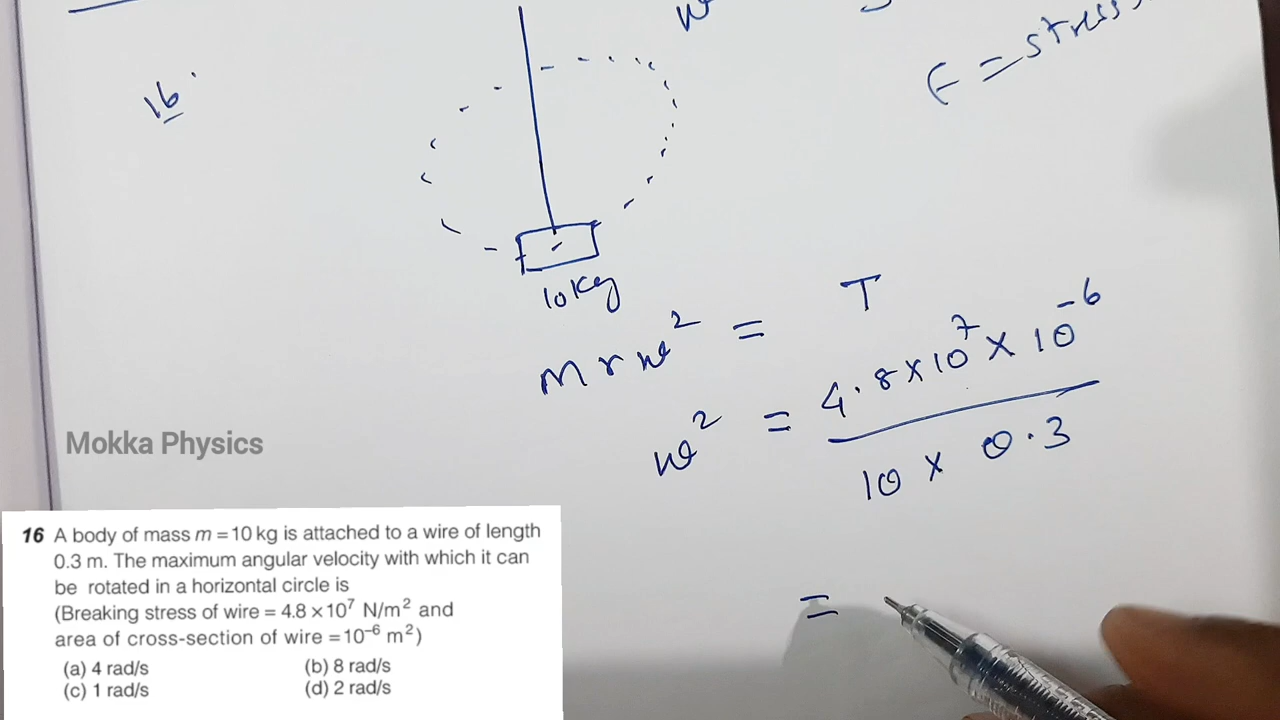 16.
F = stress
10kg
m r w² = T
w² = 4.8 × 10⁷ × 10⁻⁶ / 10 × 0.3
=
Mokka Physics
16 A body of mass m = 10 kg is attached to a wire of length
0.3 m. The maximum angular velocity with which it can
be rotated in a horizontal circle is
(Breaking stress of wire = 4.8 × 10⁷ N/m² and
area of cross-section of wire = 10⁻⁶ m²)
(a) 4 rad/s (b) 8 rad/s
(c) 1 rad/s (d) 2 rad/s